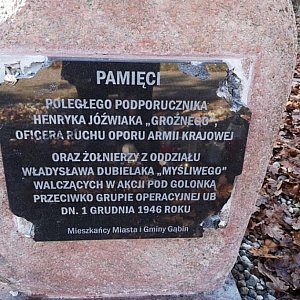 PAMIĘCI
POLEGŁEGO PODPORUCZNIKA
HENRYKA JÓŹWIAKA „GROŹNEGO”,
OFICERA RUCHU OPORU ARMII KRAJOWEJ
ORAZ ŻOŁNIERZY Z ODDZIAŁU
WŁADYSŁAWA DUBIELAKA „MYŚLIWEGO”
WALCZĄCYCH W AKCJI POD GOLONKĄ
PRZECIWKO GRUPIE OPERACYJNEJ UB
DN. 1 GRUDNIA 1946 ROKU
Mieszkańcy Miasta i Gminy Gąbin